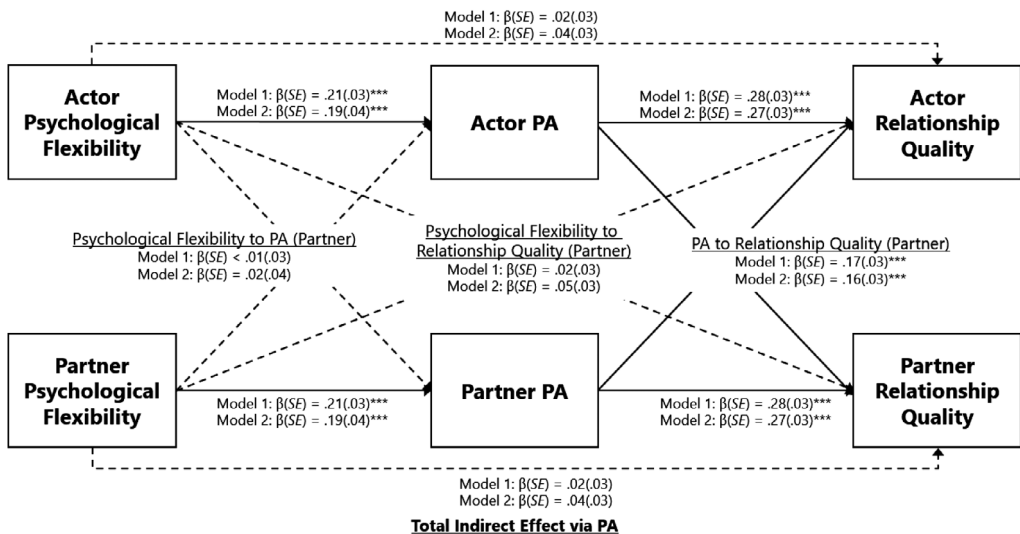 Model 1: β(SE) = .02(.03)
Model 2: β(SE) = .04(.03)
Actor
Psychological
Flexibility
Model 1: β(SE) = .21(.03)***
Model 2: β(SE) = .19(.04)***
Actor PA
Model 1: β(SE) = .28(.03)***
Model 2: β(SE) = .27(.03)***
Actor
Relationship
Quality
Psychological Flexibility to PA (Partner)
Model 1: β(SE) < .01(.03)
Model 2: β(SE) = .02(.04)
Psychological Flexibility to
Relationship Quality (Partner)
Model 1: β(SE) = .02(.03)
Model 2: β(SE) = .05(.03)
PA to Relationship Quality (Partner)
Model 1: β(SE) = .17(.03)***
Model 2: β(SE) = .16(.03)***
Partner
Psychological
Flexibility
Model 1: β(SE) = .21(.03)***
Model 2: β(SE) = .19(.04)***
Partner PA
Model 1: β(SE) = .28(.03)***
Model 2: β(SE) = .27(.03)***
Partner
Relationship
Quality
Model 1: β(SE) = .02(.03)
Model 2: β(SE) = .04(.03)
Total Indirect Effect via PA